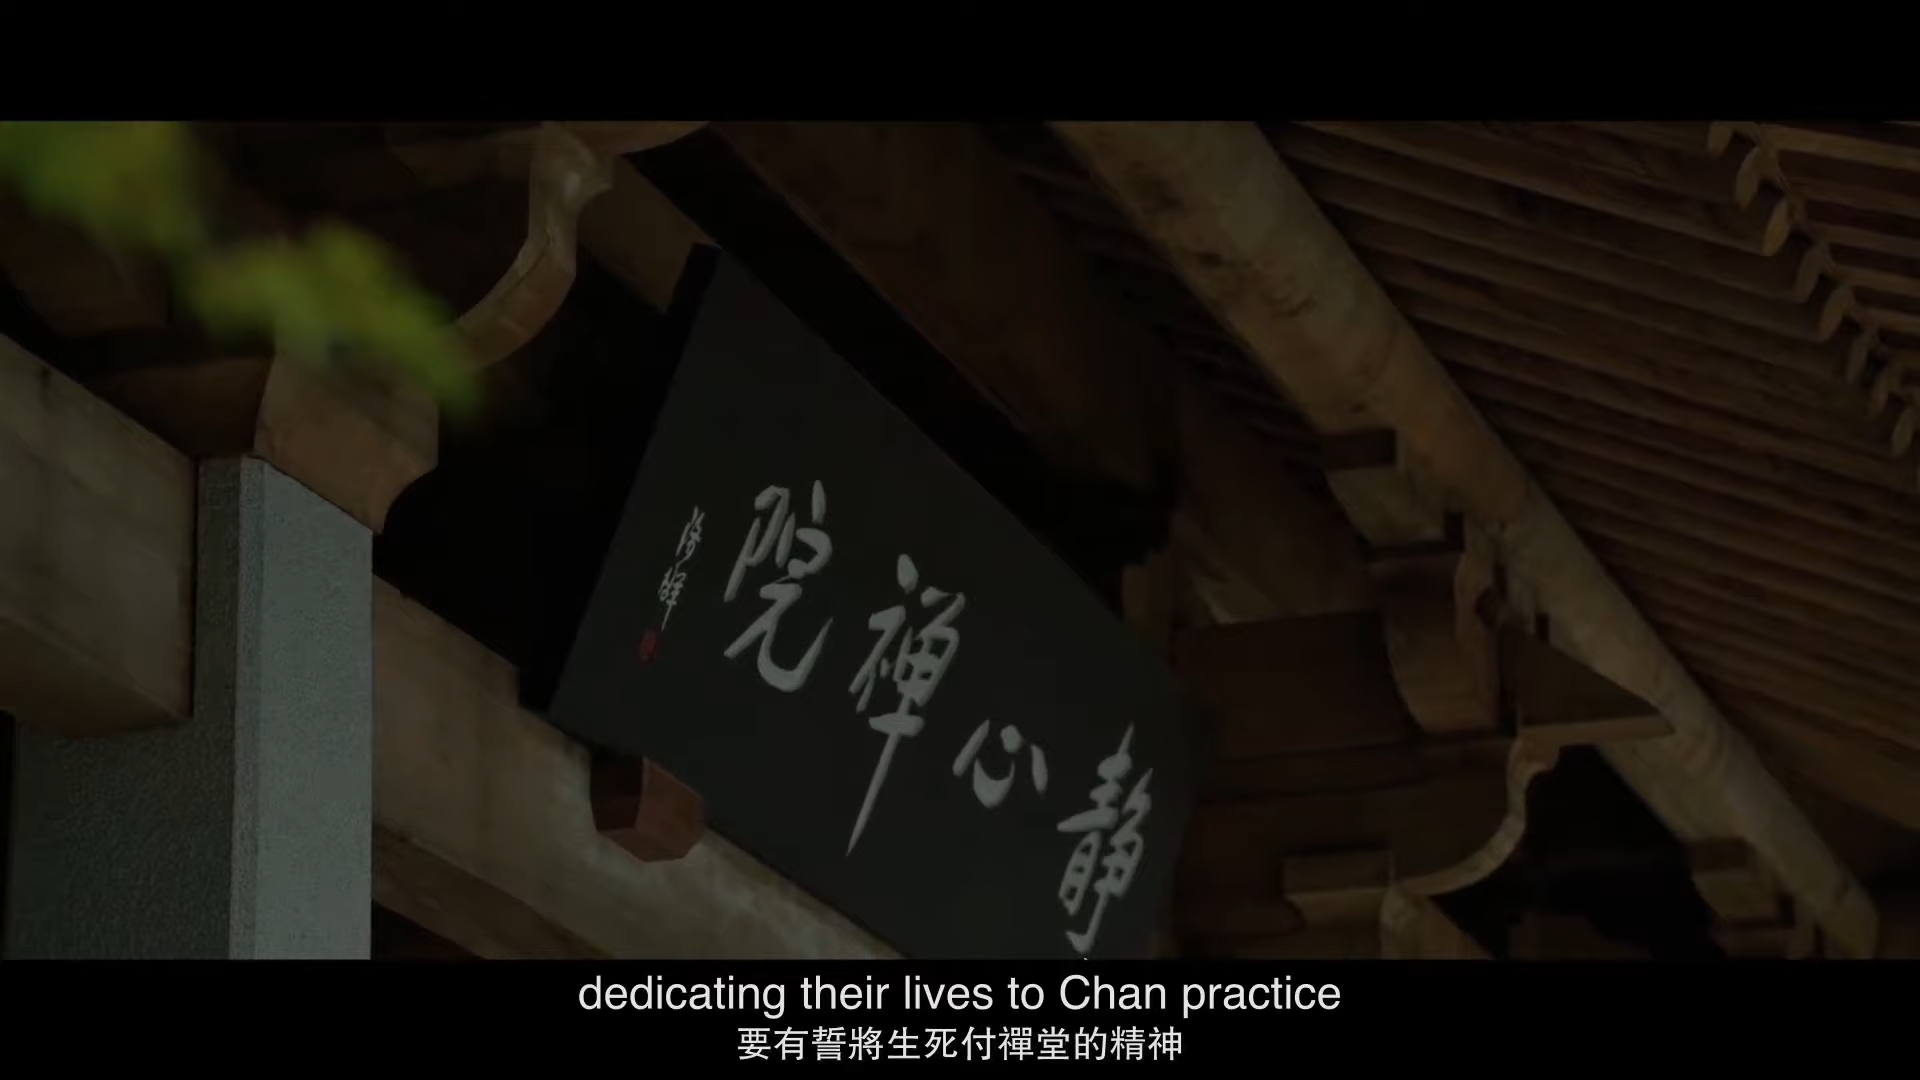 靜心禪院
dedicating their lives to Chan practice
要有誓將生死付禪堂的精神